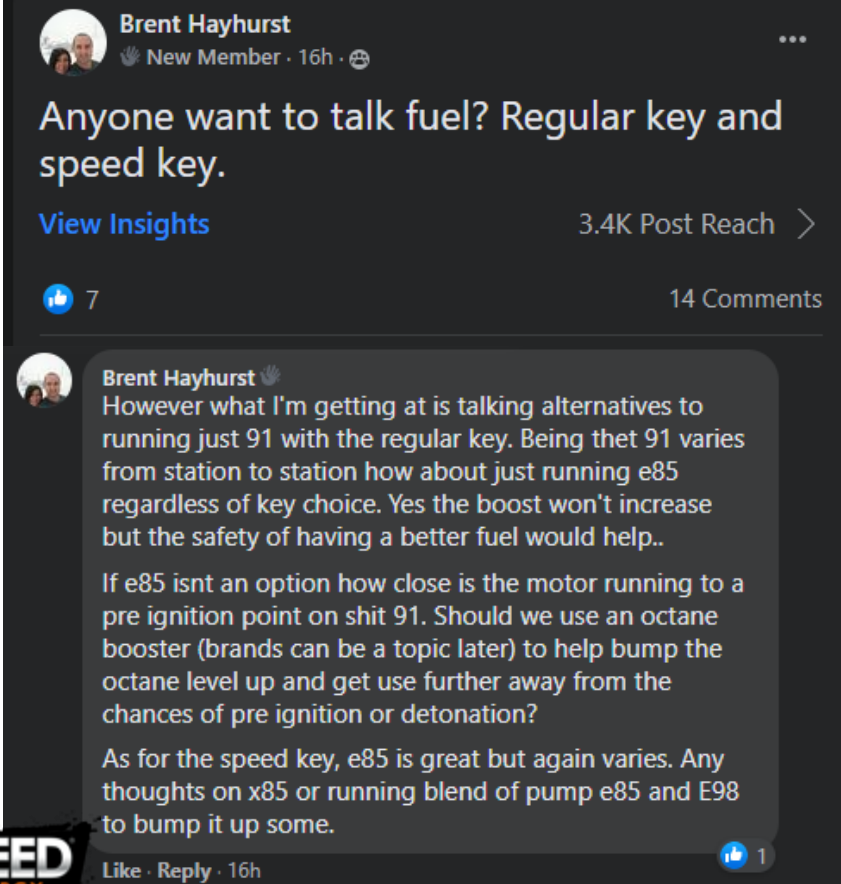 Brent Hayhurst
New Member · 16h ·
Anyone want to talk fuel? Regular key and
speed key.
View Insights
3.4K Post Reach
7
14 Comments
Brent Hayhurst
However what I'm getting at is talking alternatives to
running just 91 with the regular key. Being thet 91 varies
from station to station how about just running e85
regardless of key choice. Yes the boost won't increase
but the safety of having a better fuel would help..
If e85 isnt an option how close is the motor running to a
pre ignition point on shit 91. Should we use an octane
booster (brands can be a topic later) to help bump the
octane level up and get use further away from the
chances of pre ignition or detonation?
As for the speed key, e85 is great but again varies. Any
thoughts on x85 or running blend of pump e85 and E98
to bump it up some.
1
Like · Reply · 16h